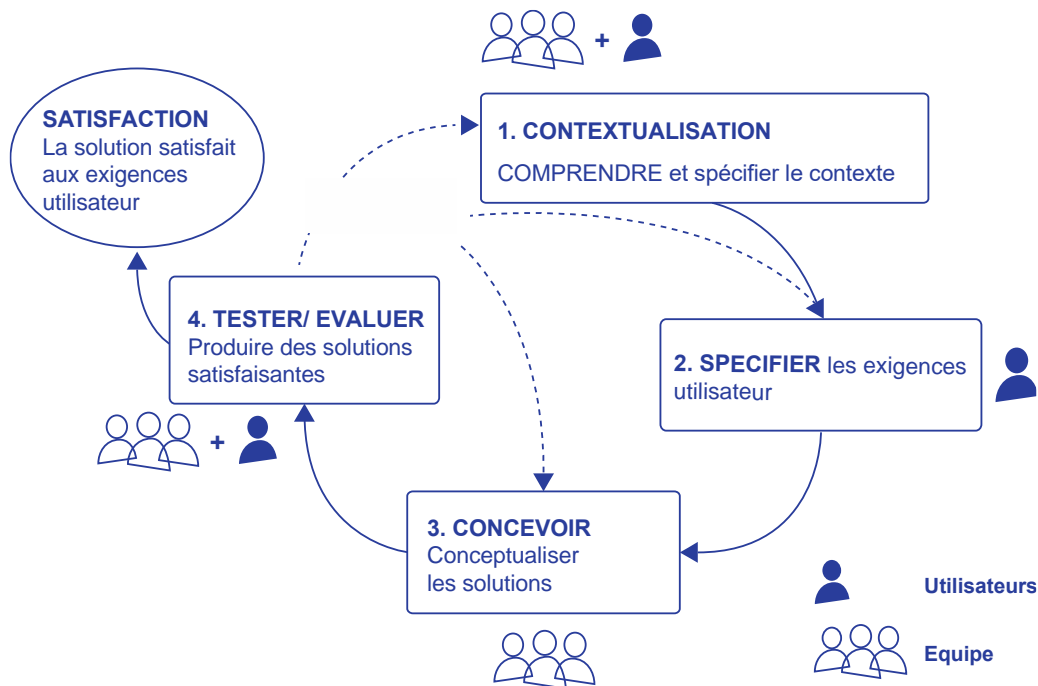 +
SATISFACTION
La solution satisfait
aux exigences
utilisateur
1. CONTEXTUALISATION
COMPRENDRE et spécifier le contexte
4. TESTER/ EVALUER
Produire des solutions
satisfaisantes
2. SPECIFIER les exigences
utilisateur
+
3. CONCEVOIR
Conceptualiser
les solutions
Utilisateurs
Equipe